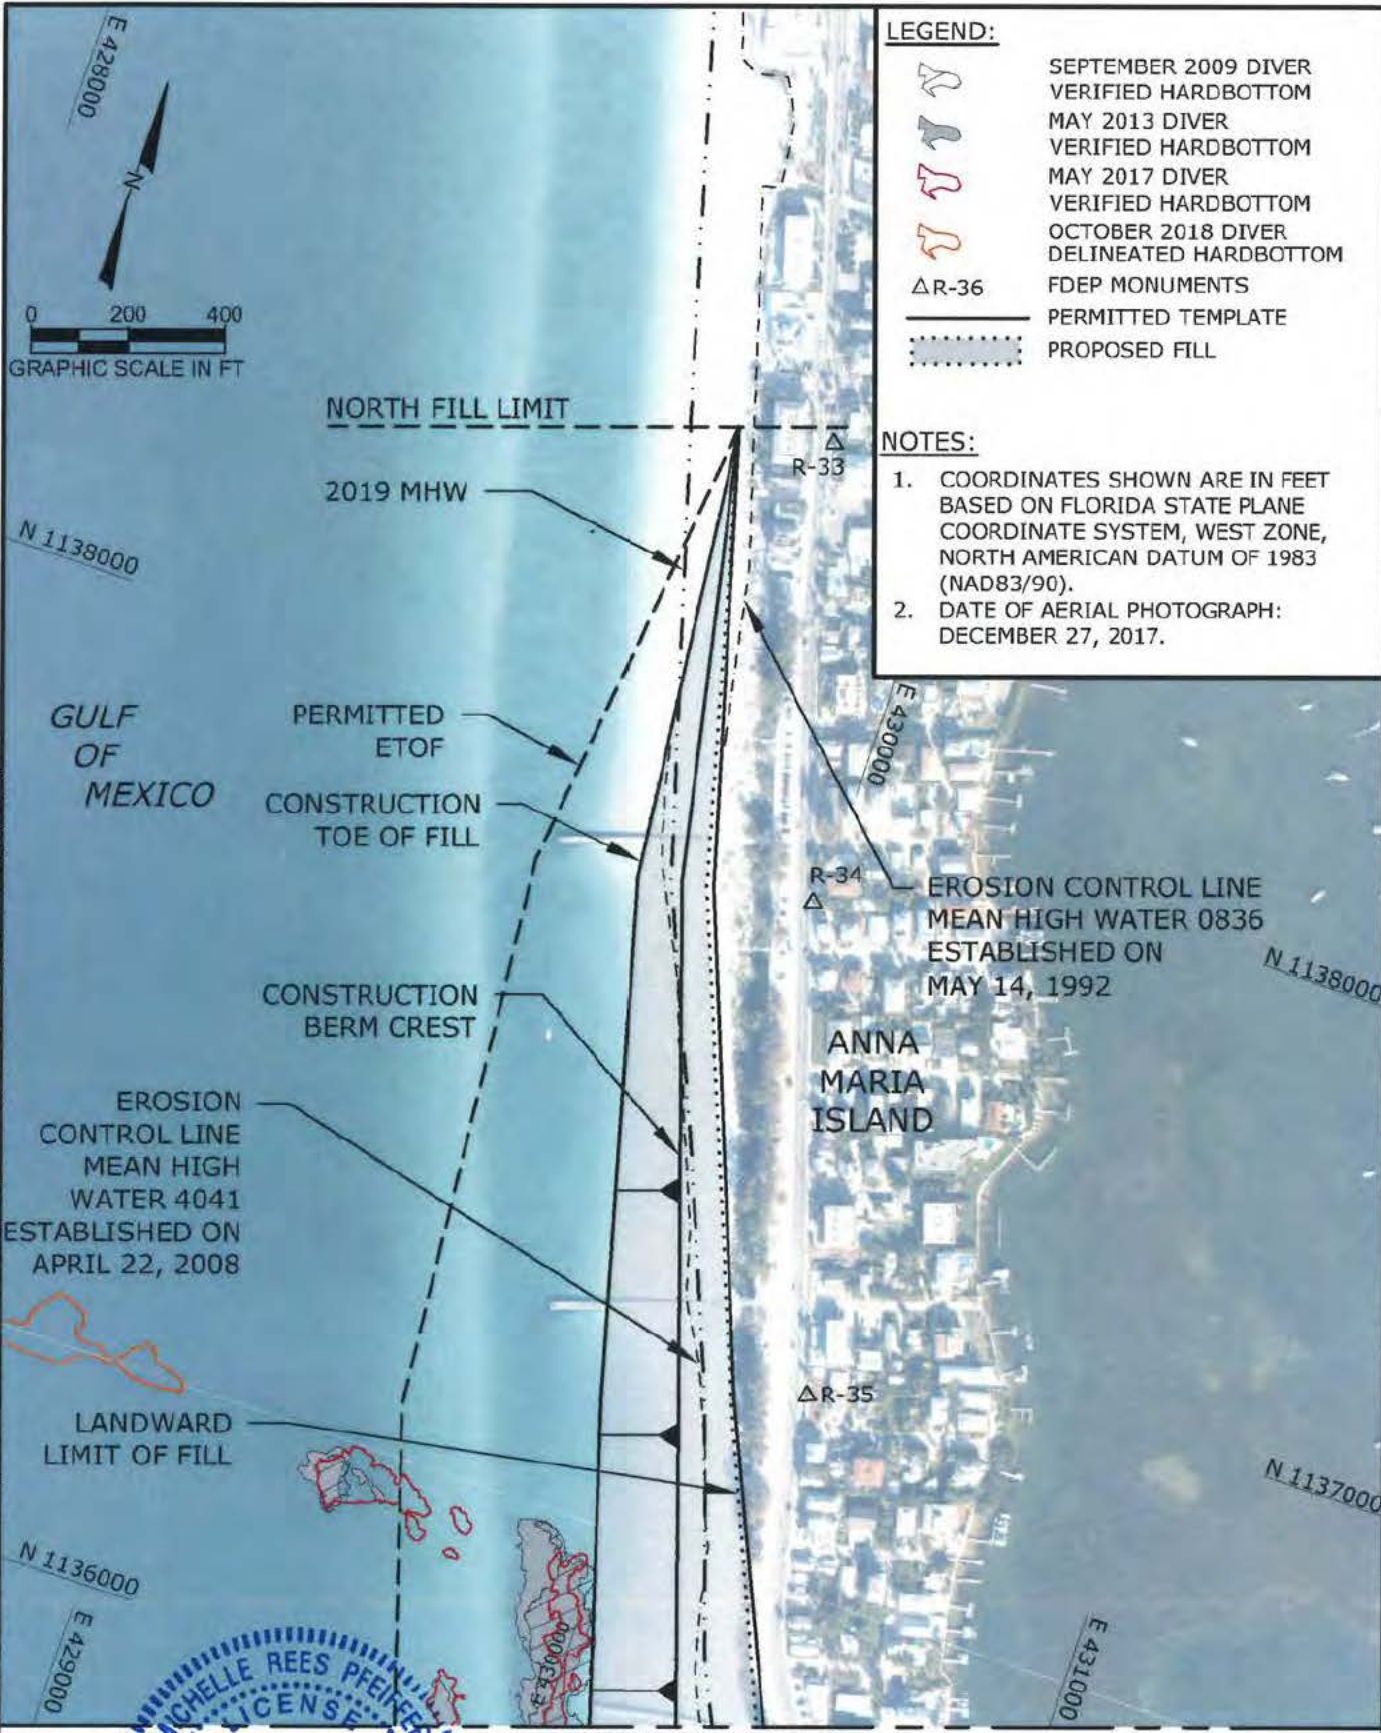 E 428000
N
0 200 400
GRAPHIC SCALE IN FT
LEGEND:
SEPTEMBER 2009 DIVER
VERIFIED HARDBOTTOM
MAY 2013 DIVER
VERIFIED HARDBOTTOM
MAY 2017 DIVER
VERIFIED HARDBOTTOM
OCTOBER 2018 DIVER
DELINEATED HARDBOTTOM
R-36 FDEP MONUMENTS
PERMITTED TEMPLATE
PROPOSED FILL
NOTES:
1. COORDINATES SHOWN ARE IN FEET
BASED ON FLORIDA STATE PLANE
COORDINATE SYSTEM, WEST ZONE,
NORTH AMERICAN DATUM OF 1983
(NAD83/90).
2. DATE OF AERIAL PHOTOGRAPH:
DECEMBER 27, 2017.
NORTH FILL LIMIT
R-33
2019 MHW
N 1138000
GULF
OF
MEXICO
PERMITTED
ETOF
E 430000
CONSTRUCTION
TOE OF FILL
R-34
EROSION CONTROL LINE
MEAN HIGH WATER 0836
ESTABLISHED ON
MAY 14, 1992
N 1138000
CONSTRUCTION
BERM CREST
ANNA
MARIA
ISLAND
EROSION
CONTROL LINE
MEAN HIGH
WATER 4041
ESTABLISHED ON
APRIL 22, 2008
R-35
LANDWARD
LIMIT OF FILL
N 1137000
N 1136000
E 429000
E 430000
E 431000
MICHELLE REES PFEIFFER
LICENSE